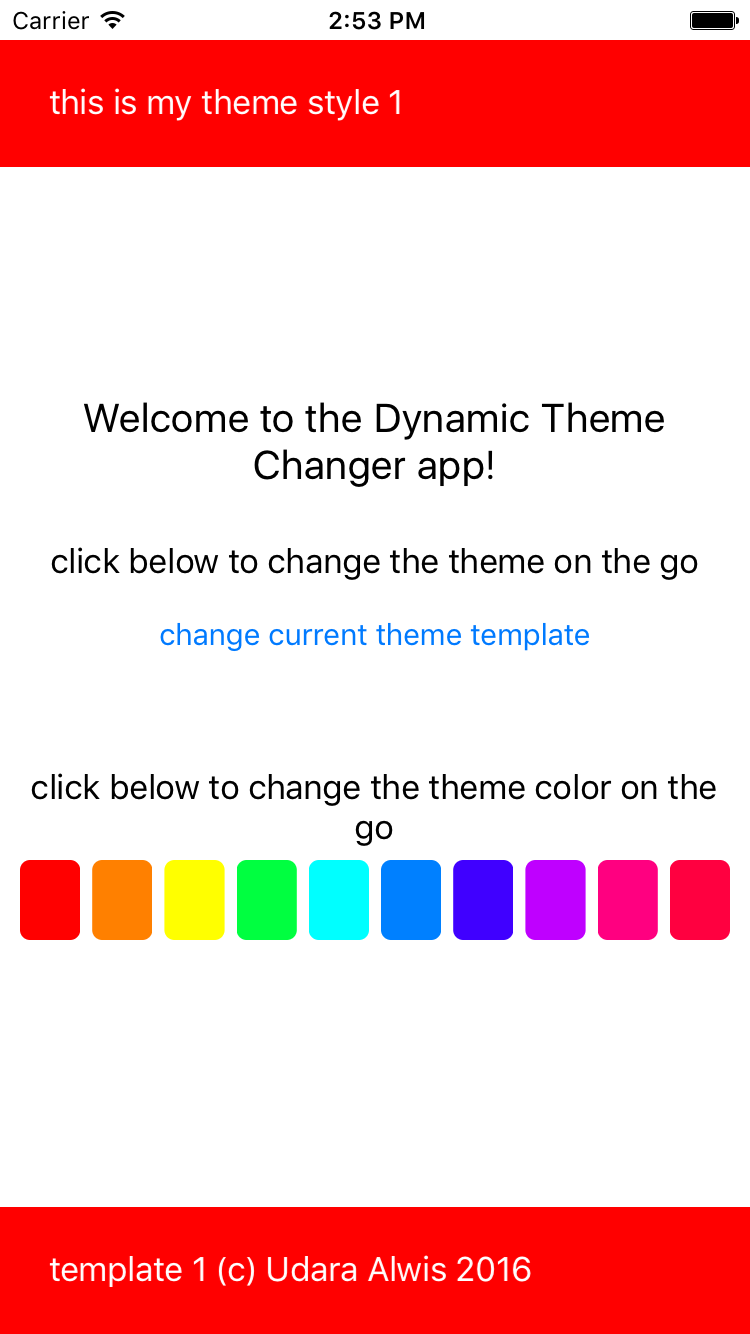 Carrier 2:53 PM
this is my theme style 1
Welcome to the Dynamic Theme
Changer app!
click below to change the theme on the go
change current theme template
click below to change the theme color on the
go
template 1 (c) Udara Alwis 2016